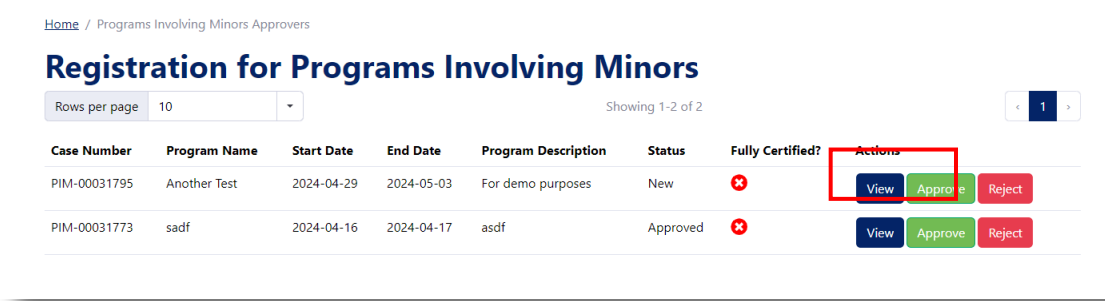 Home / Programs Involving Minors Approvers
Registration for Programs Involving Minors
Rows per page 10 Showing 1-2 of 2 ‹ 1 ›
Case Number Program Name Start Date End Date Program Description Status Fully Certified? Actions
PIM-00031795 Another Test 2024-04-29 2024-05-03 For demo purposes New View Approve Reject
PIM-00031773 sadf 2024-04-16 2024-04-17 asdf Approved View Approve Reject